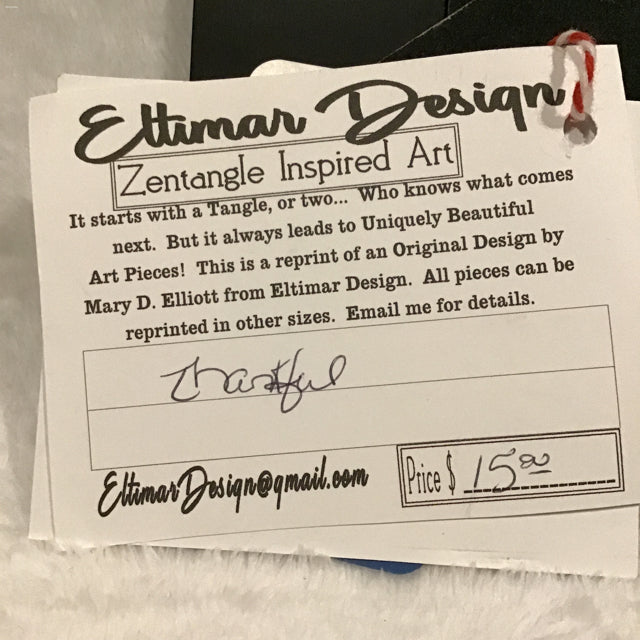 Eltimar Design
Zentangle Inspired Art
It starts with a Tangle, or two... Who knows what comes
next. But it always leads to Uniquely Beautiful
Art Pieces! This is a reprint of an Original Design by
Mary D. Elliott from Eltimar Design. All pieces can be
reprinted in other sizes. Email me for details.
Thankful
EltimarDesign@gmail.com
Price $ 15.00